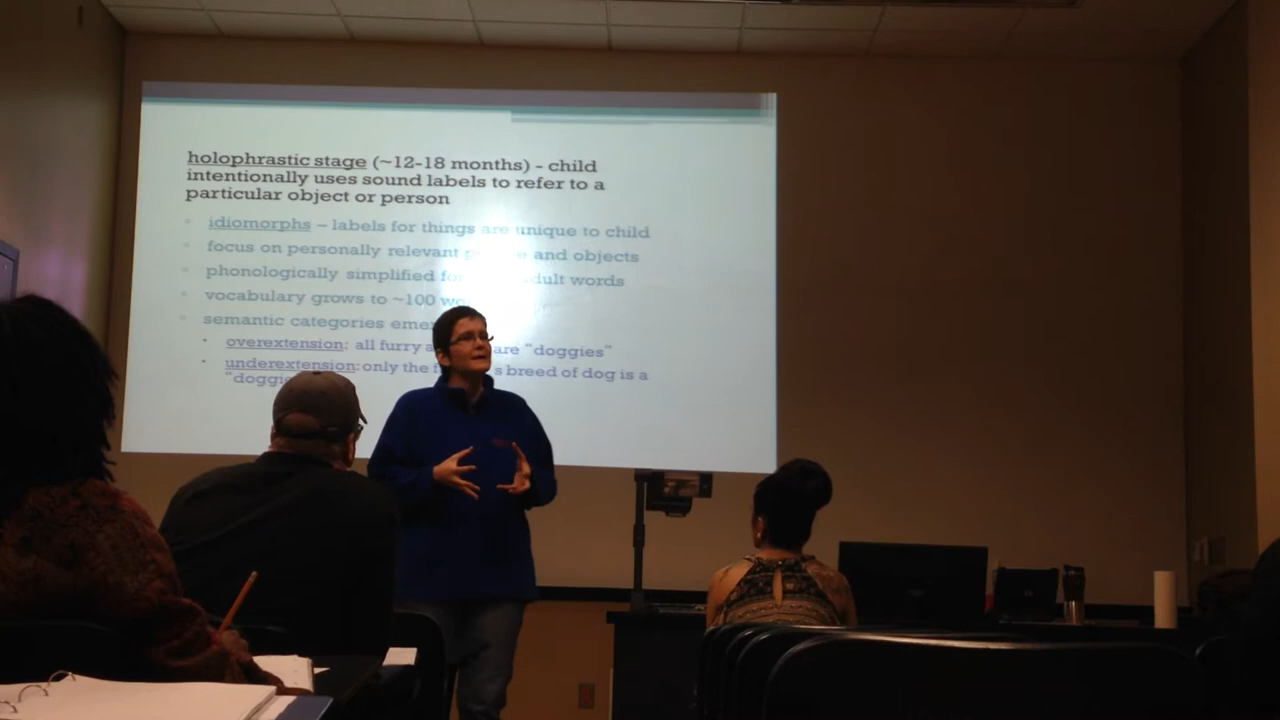 holophrastic stage (~12-18 months) - child
intentionally uses sound labels to refer to a
particular object or person
idiomorphs – labels for things are unique to child
focus on personally relevant and objects
phonologically simplified adult words
vocabulary grows to ~100
semantic categories
overextension: all furry are "doggies"
underextension: only the breed of dog is a